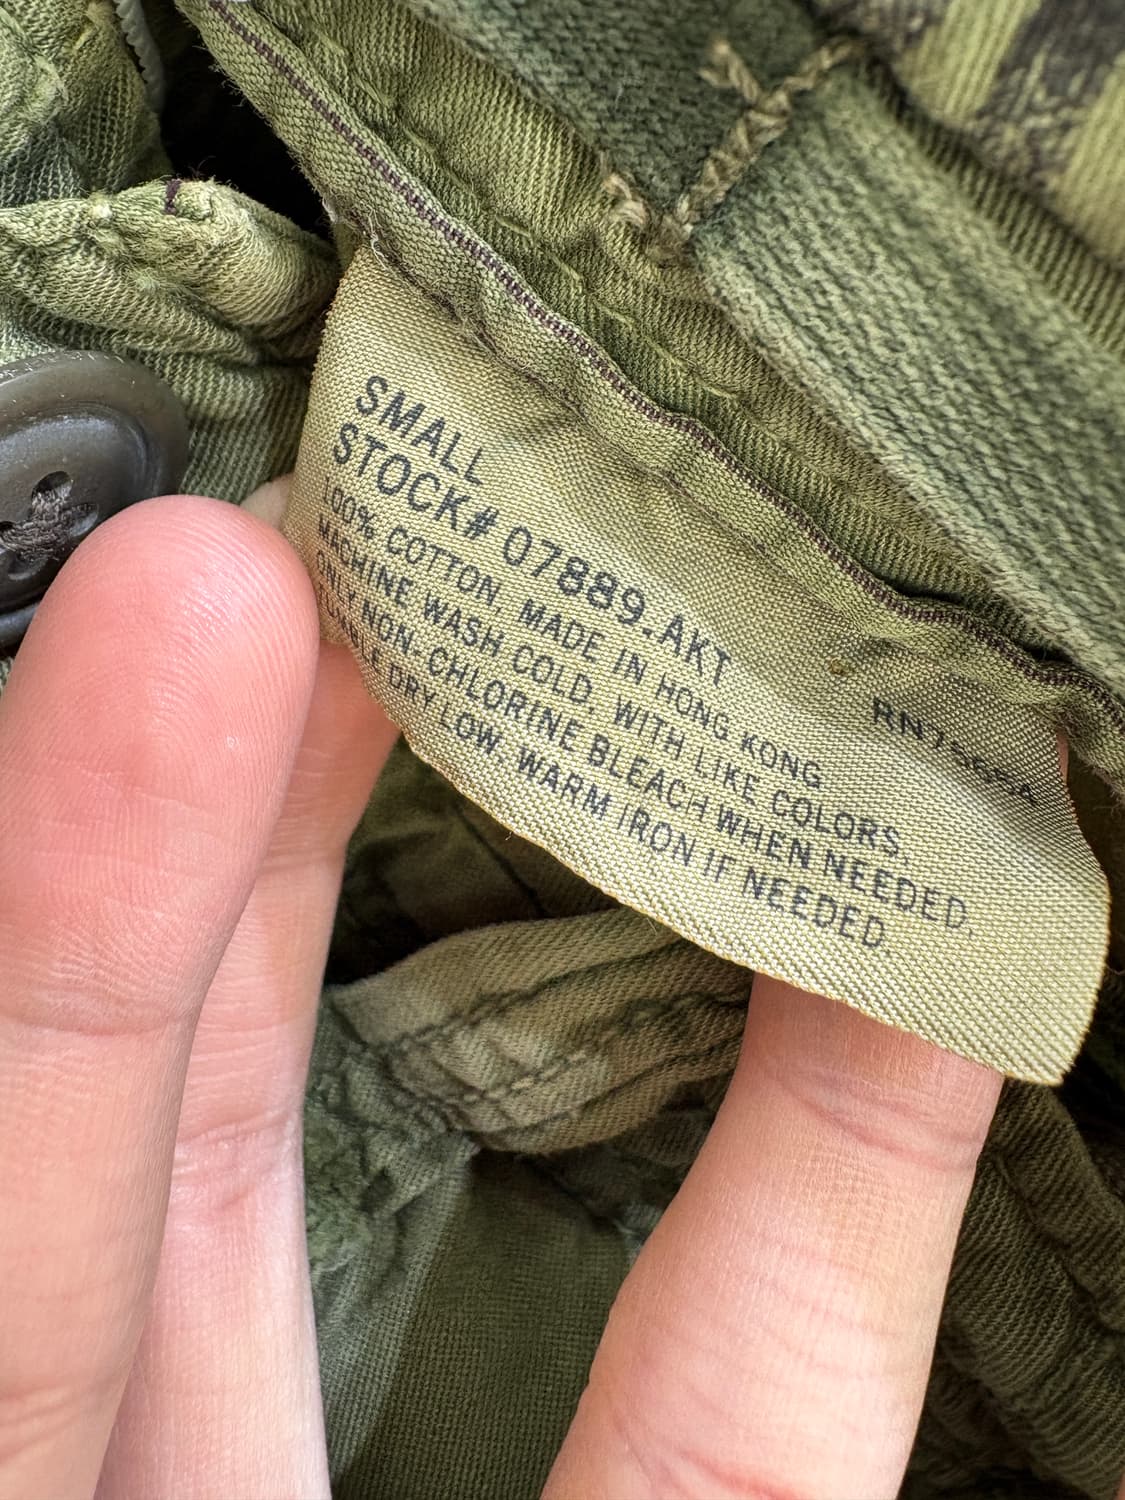 SMALL
STOCK# 07889.AKT
100% COTTON. MADE IN HONG KONG
MACHINE WASH COLD, WITH LIKE COLORS,
ONLY NON-CHLORINE BLEACH WHEN NEEDED,
DRY LOW. WARM IRON IF NEEDED.